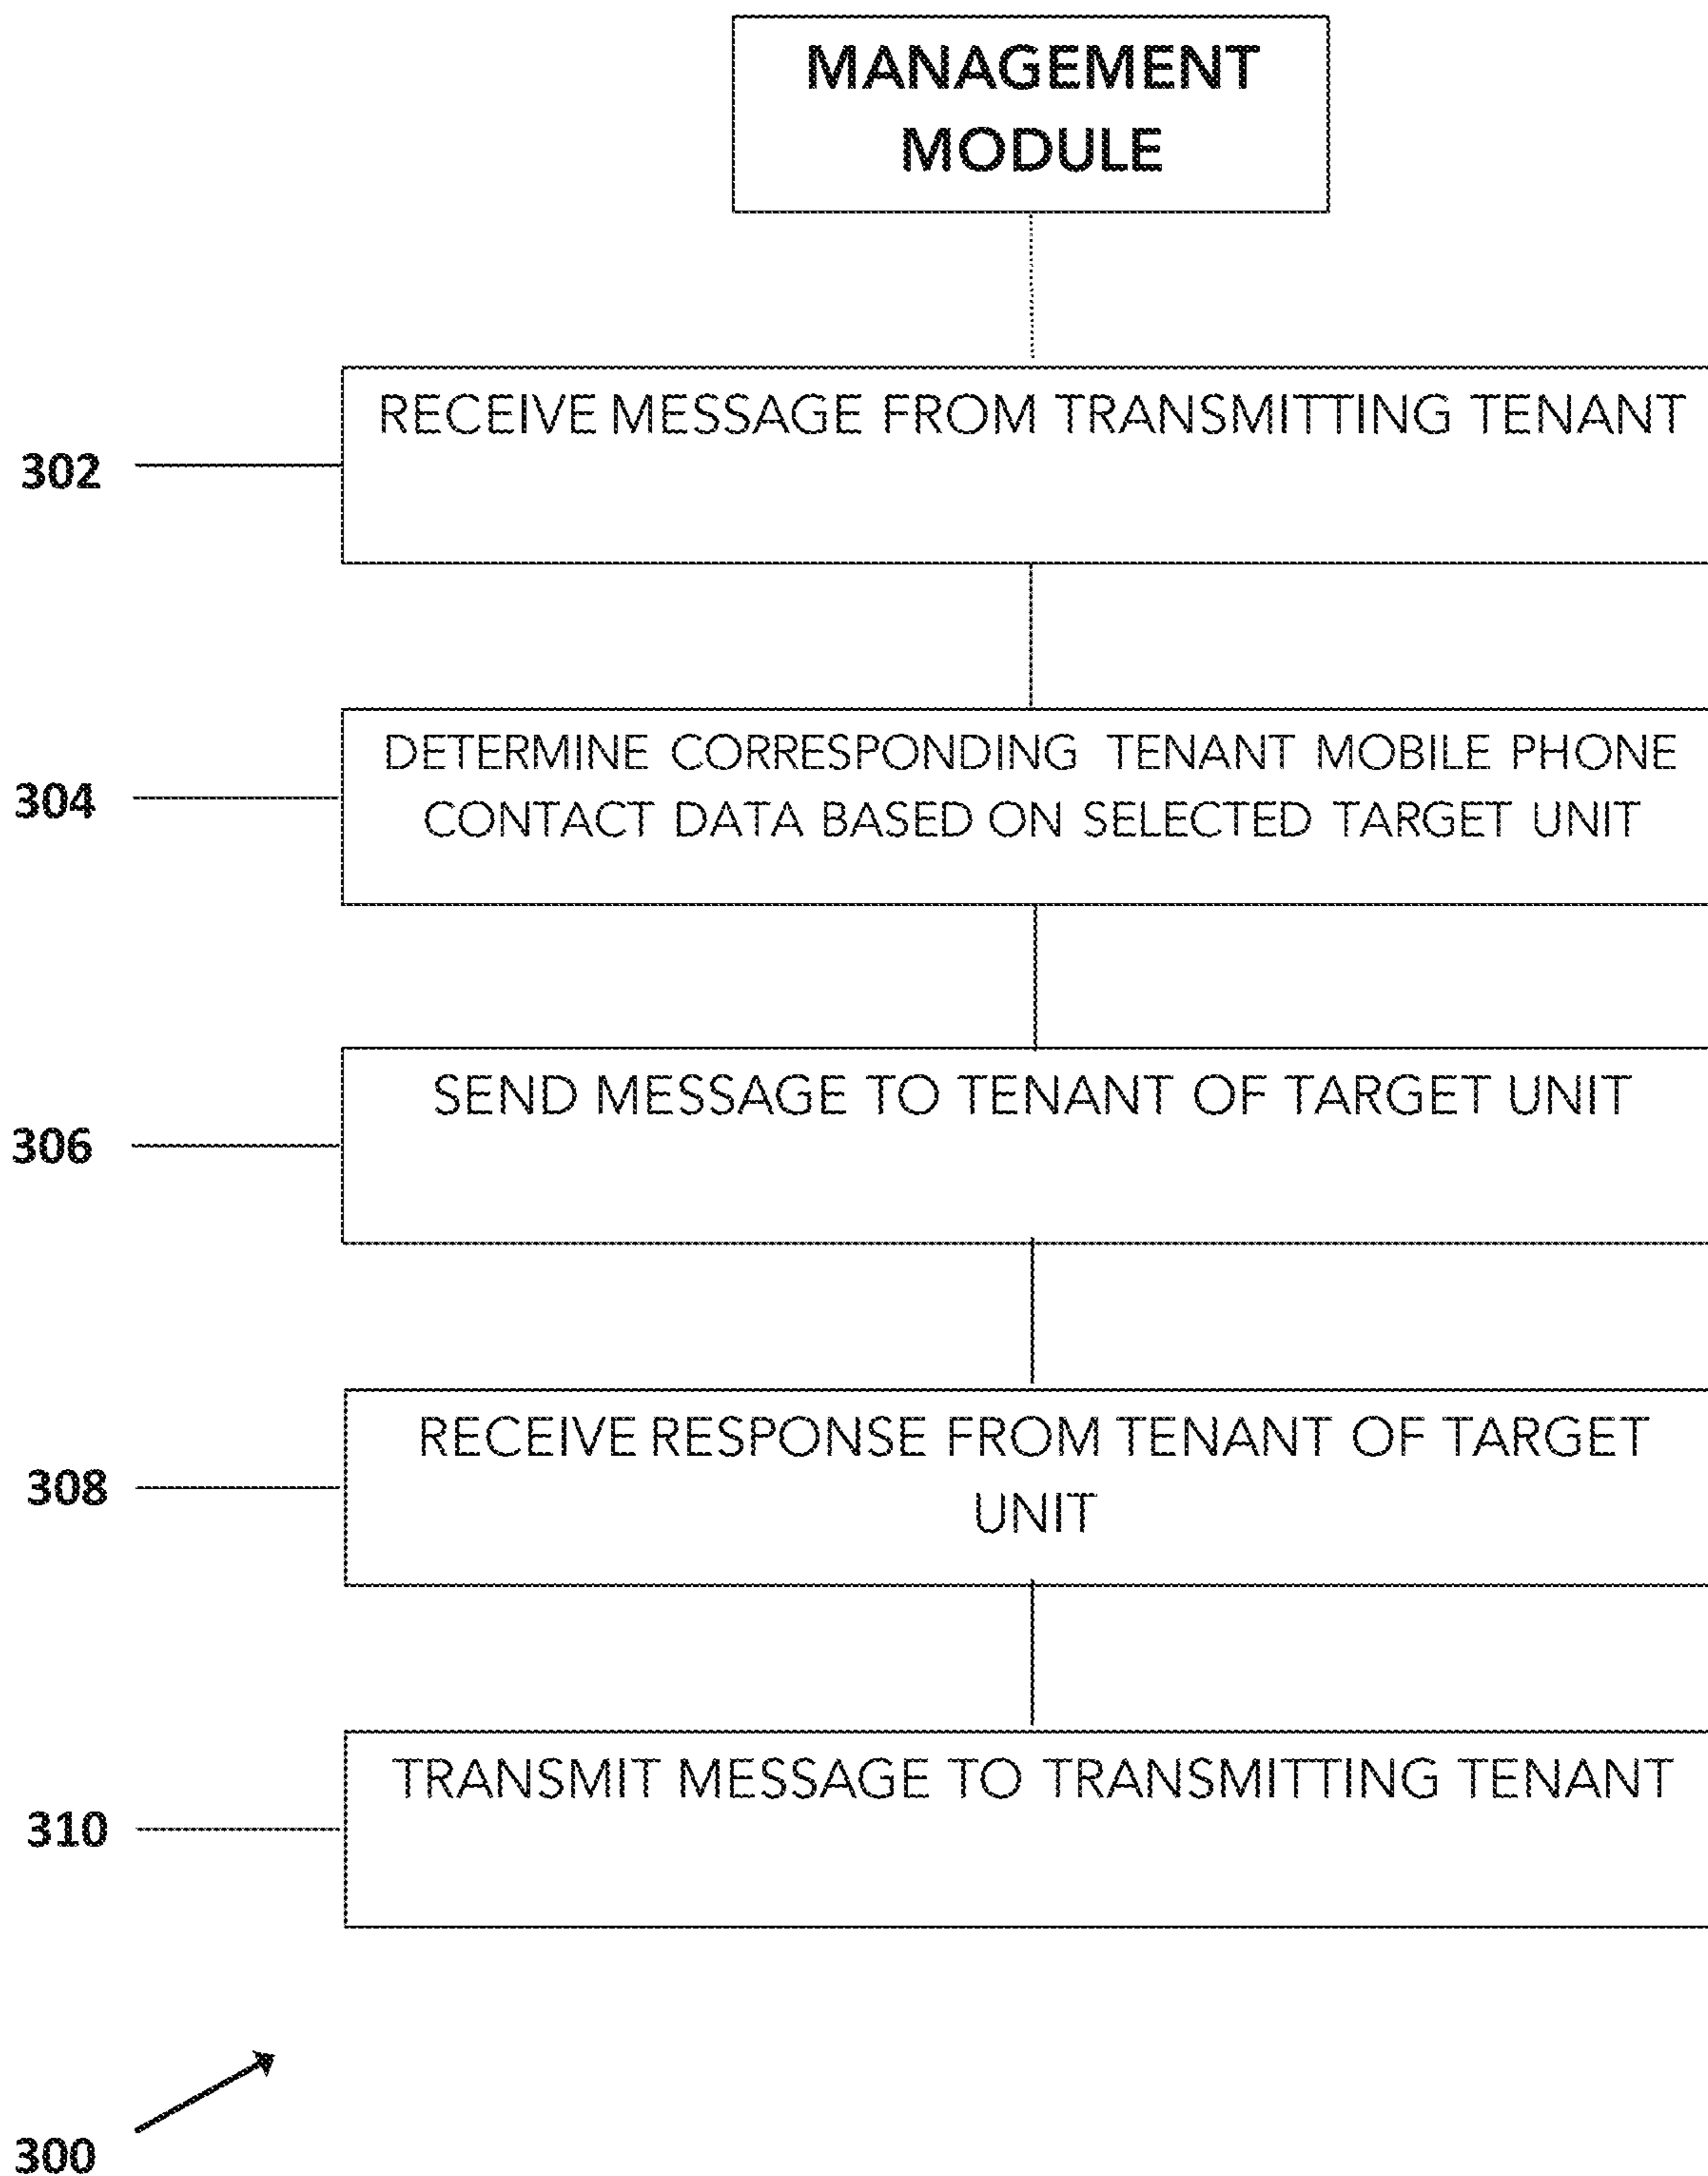 MANAGEMENT
MODULE
RECEIVE MESSAGE FROM TRANSMITTING TENANT
302
DETERMINE CORRESPONDING TENANT MOBILE PHONE
CONTACT DATA BASED ON SELECTED TARGET UNIT
304
SEND MESSAGE TO TENANT OF TARGET UNIT
306
RECEIVE RESPONSE FROM TENANT OF TARGET
UNIT
308
TRANSMIT MESSAGE TO TRANSMITTING TENANT
310
300